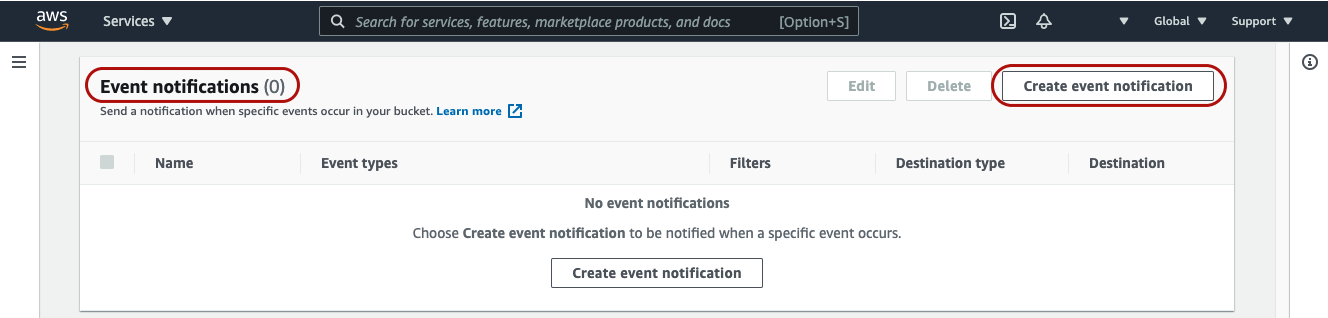 aws Services Search for services, features, marketplace products, and docs [Option+S] Global Support
Event notifications (0) Edit Delete Create event notification
Send a notification when specific events occur in your bucket. Learn more
Name Event types Filters Destination type Destination
No event notifications
Choose Create event notification to be notified when a specific event occurs.
Create event notification